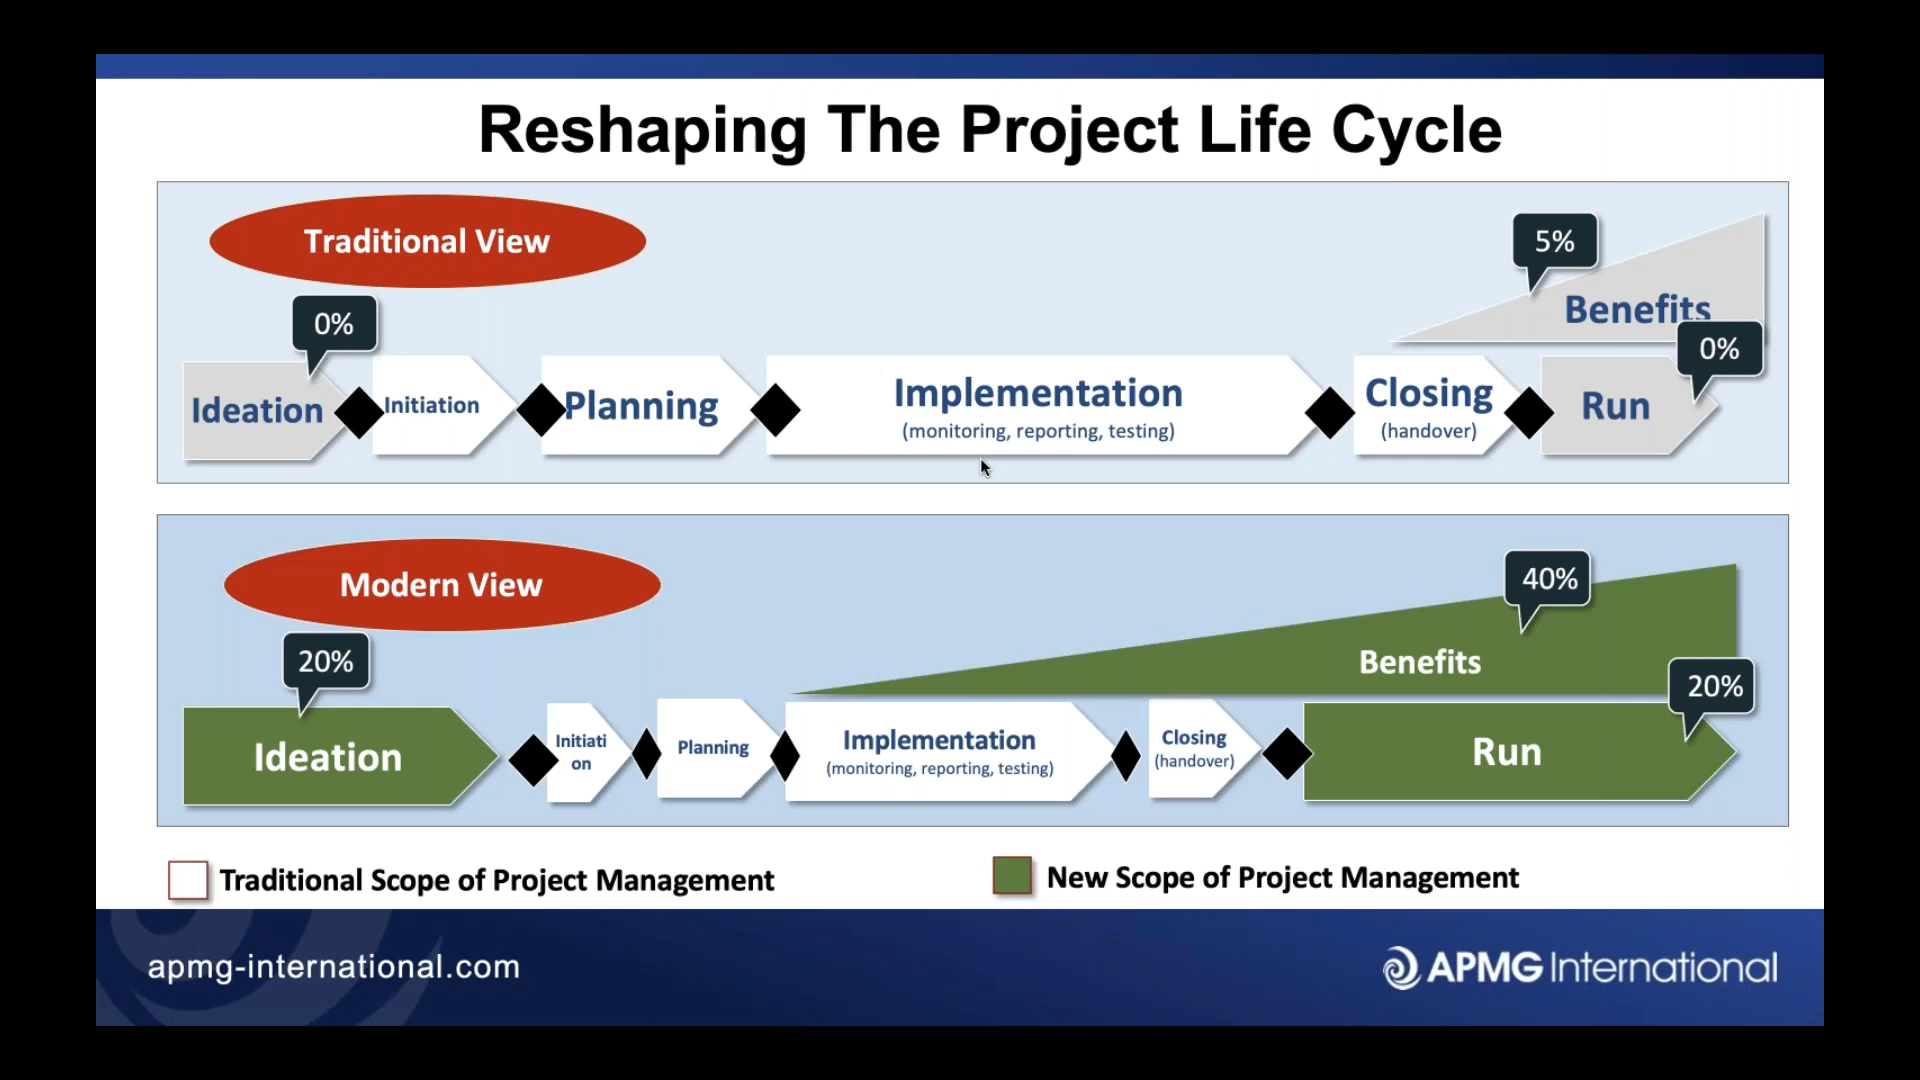 Reshaping The Project Life Cycle
Traditional View
5%
Benefits
0%
0%
Ideation
Initiation
Planning
Implementation
(monitoring, reporting, testing)
Closing
(handover)
Run
Modern View
40%
Benefits
20%
20%
Ideation
Initiati
on
Planning
Implementation
(monitoring, reporting, testing)
Closing
(handover)
Run
Traditional Scope of Project Management
New Scope of Project Management
apmg-international.com
APMG International